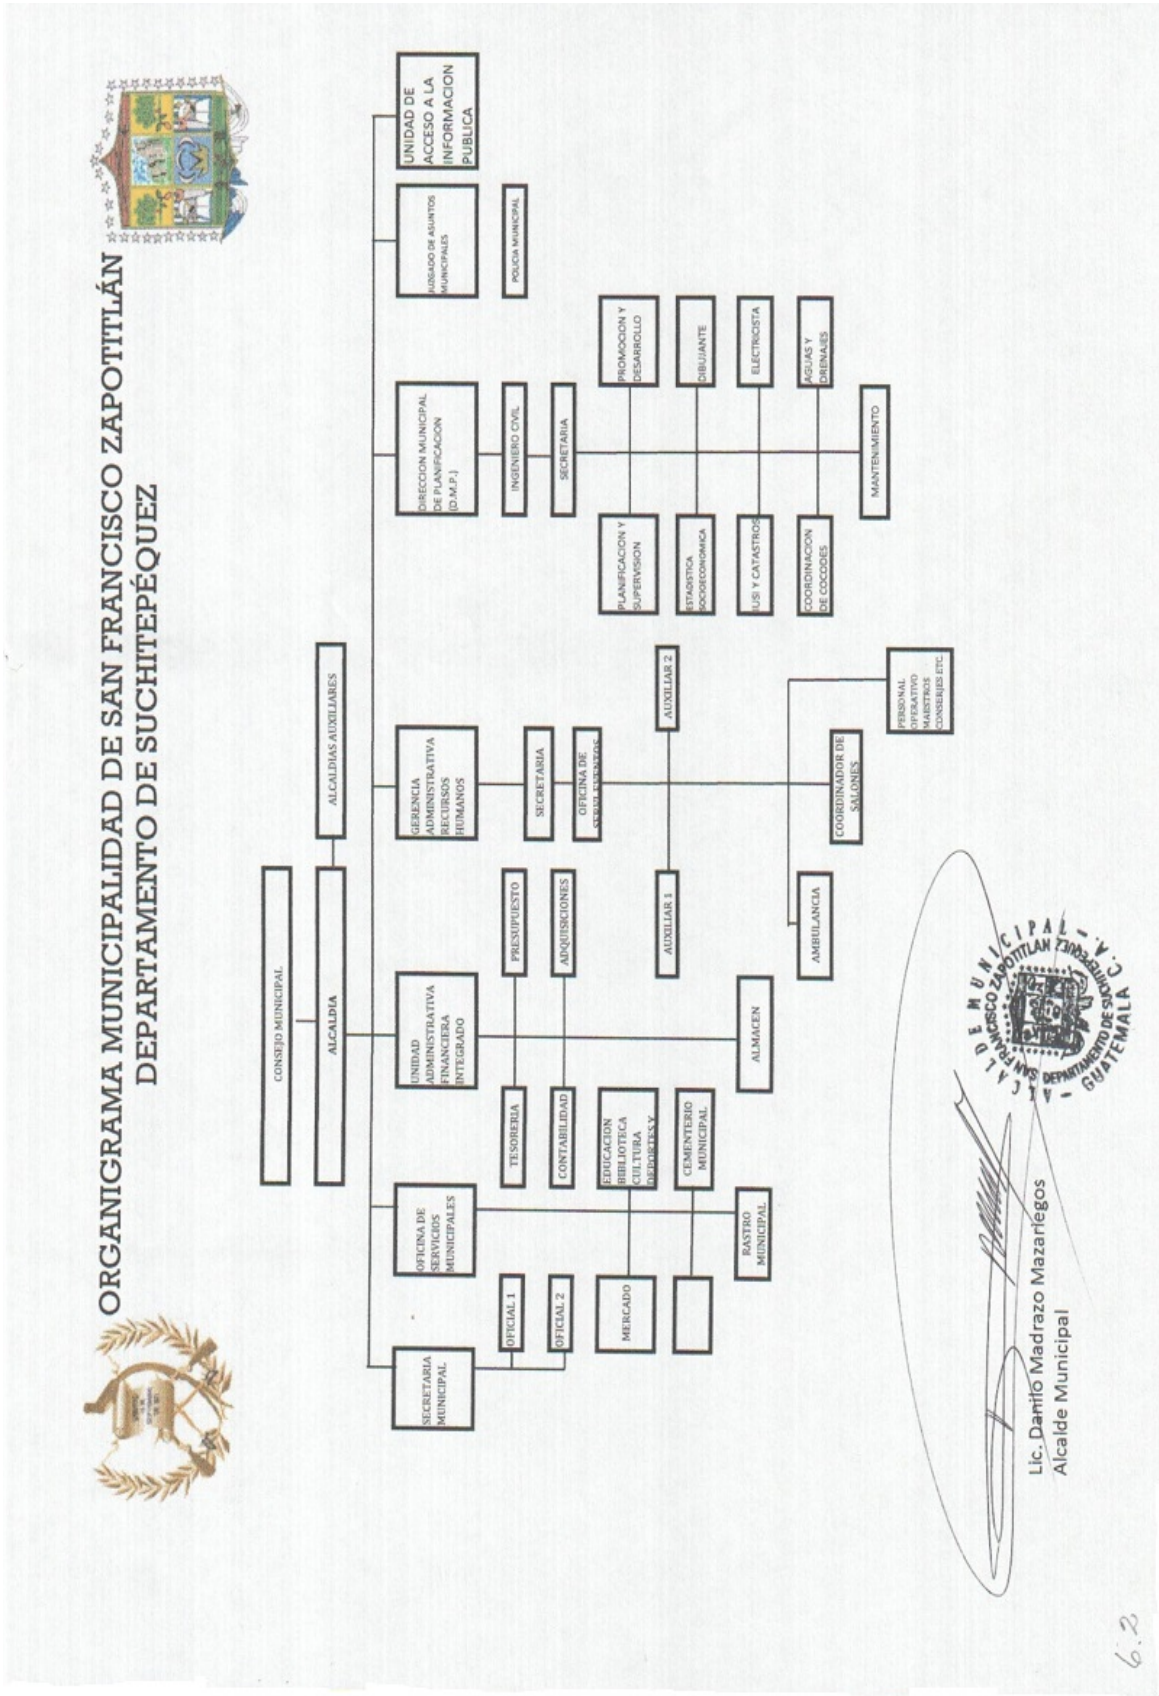 ORGANIGRAMA MUNICIPALIDAD DE SAN FRANCISCO ZAPOTITLÁN
DEPARTAMENTO DE SUCHITEPÉQUEZ
CONSEJO MUNICIPAL
ALCALDIA
ALCALDIAS AUXILIARES
SECRETARIA
MUNICIPAL
OFICINA DE
SERVICIOS
MUNICIPALES
UNIDAD
ADMINISTRATIVA
FINANCIERA
INTEGRADO
GERENCIA
ADMINISTRATIVA
RECURSOS
HUMANOS
DIRECCION MUNICIPAL
DE PLANIFICACION
(D.M.P.)
JUZGADO DE ASUNTOS
MUNICIPALES
UNIDAD DE
ACCESO A LA
INFORMACION
PUBLICA
OFICIAL 1
TESORERIA
PRESUPUESTO
SECRETARIA
INGENIERO CIVIL
POLICIA MUNICIPAL
OFICIAL 2
CONTABILIDAD
ADQUISICIONES
OFICINA DE
SECRETARIA
MERCADO
EDUCACION
BIBLIOTECA
CULTURA
DEPORTES Y
PLANIFICACION Y
SUPERVISION
PROMOCION Y
DESARROLLO
CEMENTERIO
MUNICIPAL
AUXILIAR 1
AUXILIAR 2
ESTADISTICA
SOCIOECONOMICA
DIBUJANTE
RASTRO
MUNICIPAL
ALMACEN
IUSI Y CATASTROS
ELECTRICISTA
AMBULANCIA
COORDINADOR DE
SALONES
COORDINACION
DE COCODES
AGUAS Y
DRENAJES
PERSONAL
OPERATIVO
MAESTROS
CONSERJES ETC.
MANTENIMIENTO
ALCALDE MUNICIPAL
SAN FRANCISCO ZAPOTITLAN
DEPARTAMENTO DE SUCHITEPEQUEZ
GUATEMALA C. A.
Lic. Danilo Madrazo Mazariegos
Alcalde Municipal
6.2